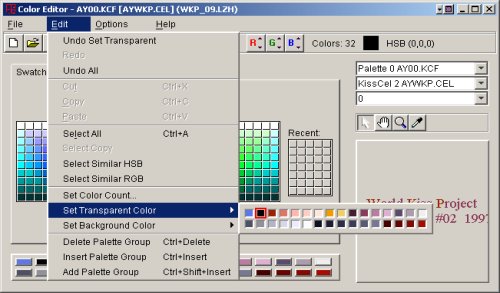 Color Editor - AY00.KCF [AYWKP.CEL] (WKP_09.LZH)
File Edit Options Help
R G B Colors: 32 HSB (0,0,0)
Undo Set Transparent
Redo
Undo All
Cut Ctrl+X
Copy Ctrl+C
Paste Ctrl+V
Select All Ctrl+A
Select Copy
Select Similar HSB
Select Similar RGB
Set Color Count...
Set Transparent Color
Set Background Color
Delete Palette Group Ctrl+Delete
Insert Palette Group Ctrl+Insert
Add Palette Group Ctrl+Shift+Insert
Swatch
Recent:
Palette 0 AY00.KCF
KissCel 2 AYWKP.CEL
0
World Kiss Project
#02 199